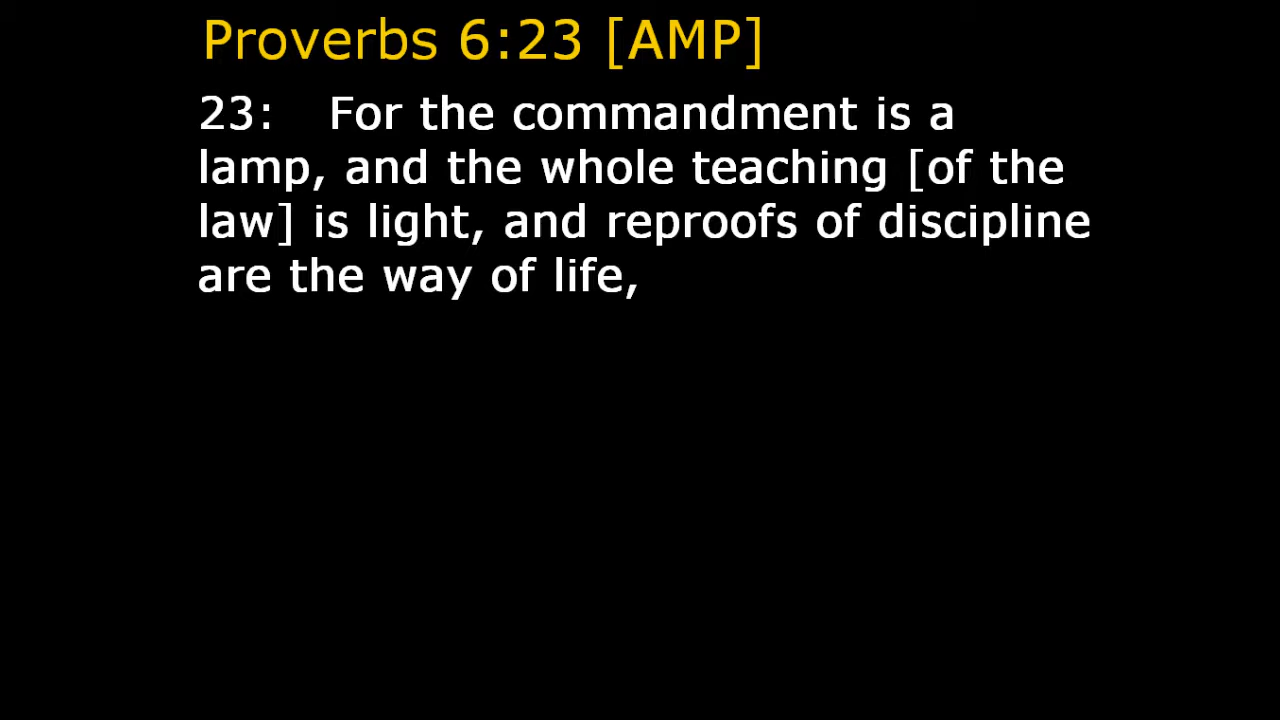 Proverbs 6:23 [AMP]
23: For the commandment is a
lamp, and the whole teaching [of the
law] is light, and reproofs of discipline
are the way of life,